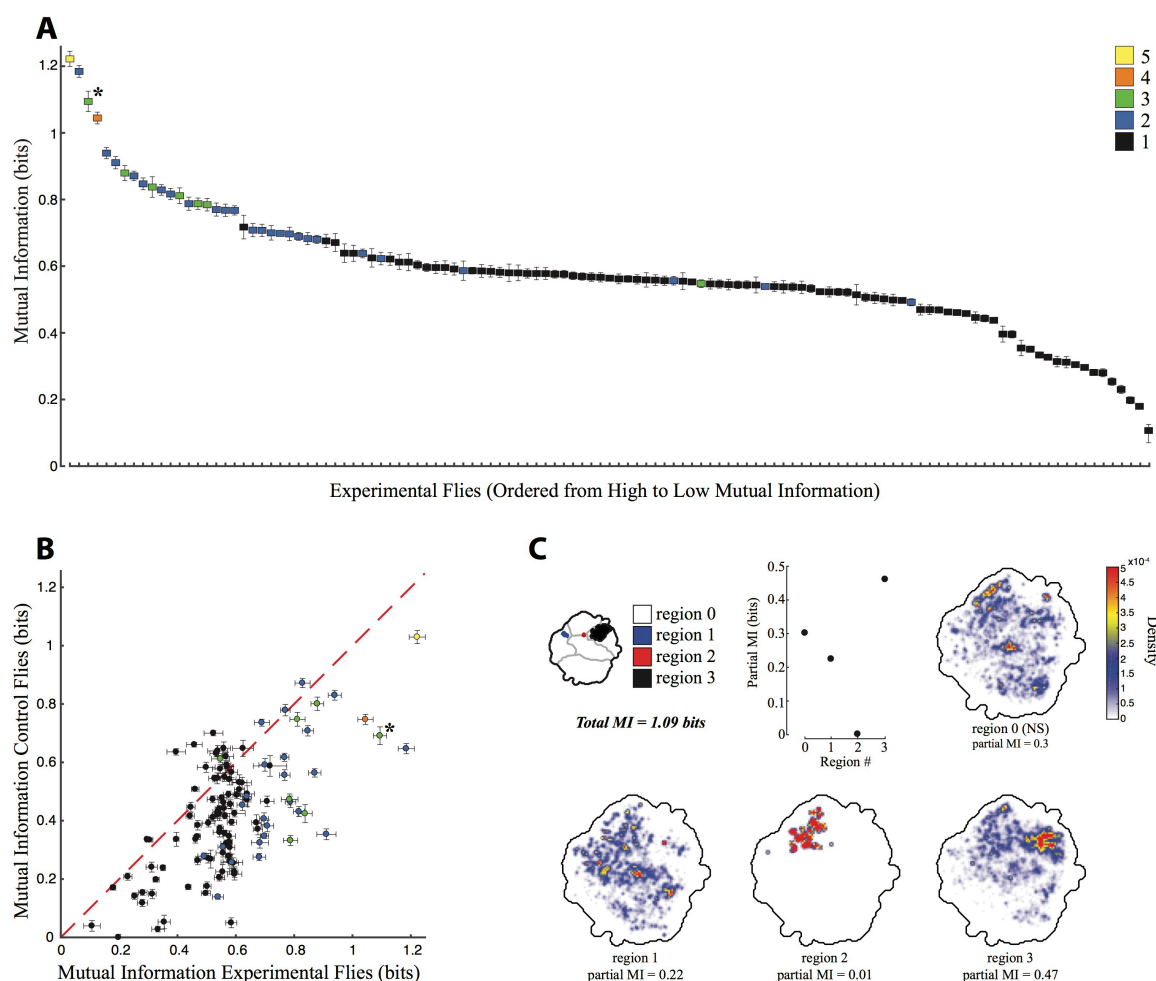 A
Mutual Information (bits)
1.2
1
0.8
0.6
0.4
0.2
0
*
5
4
3
2
1
Experimental Flies (Ordered from High to Low Mutual Information)
B
Mutual Information Control Flies (bits)
1.2
1
0.8
0.6
0.4
0.2
0
*
0 0.2 0.4 0.6 0.8 1 1.2
Mutual Information Experimental Flies (bits)
C
region 0
region 1
region 2
region 3
Total MI = 1.09 bits
Partial MI (bits)
0.5
0.4
0.3
0.2
0.1
0
0 1 2 3
Region #
region 0 (NS)
partial MI = 0.3
x10-4
5
4.5
4
3.5
3
2.5
2
1.5
1
0.5
0
Density
region 1
partial MI = 0.22
region 2
partial MI = 0.01
region 3
partial MI = 0.47